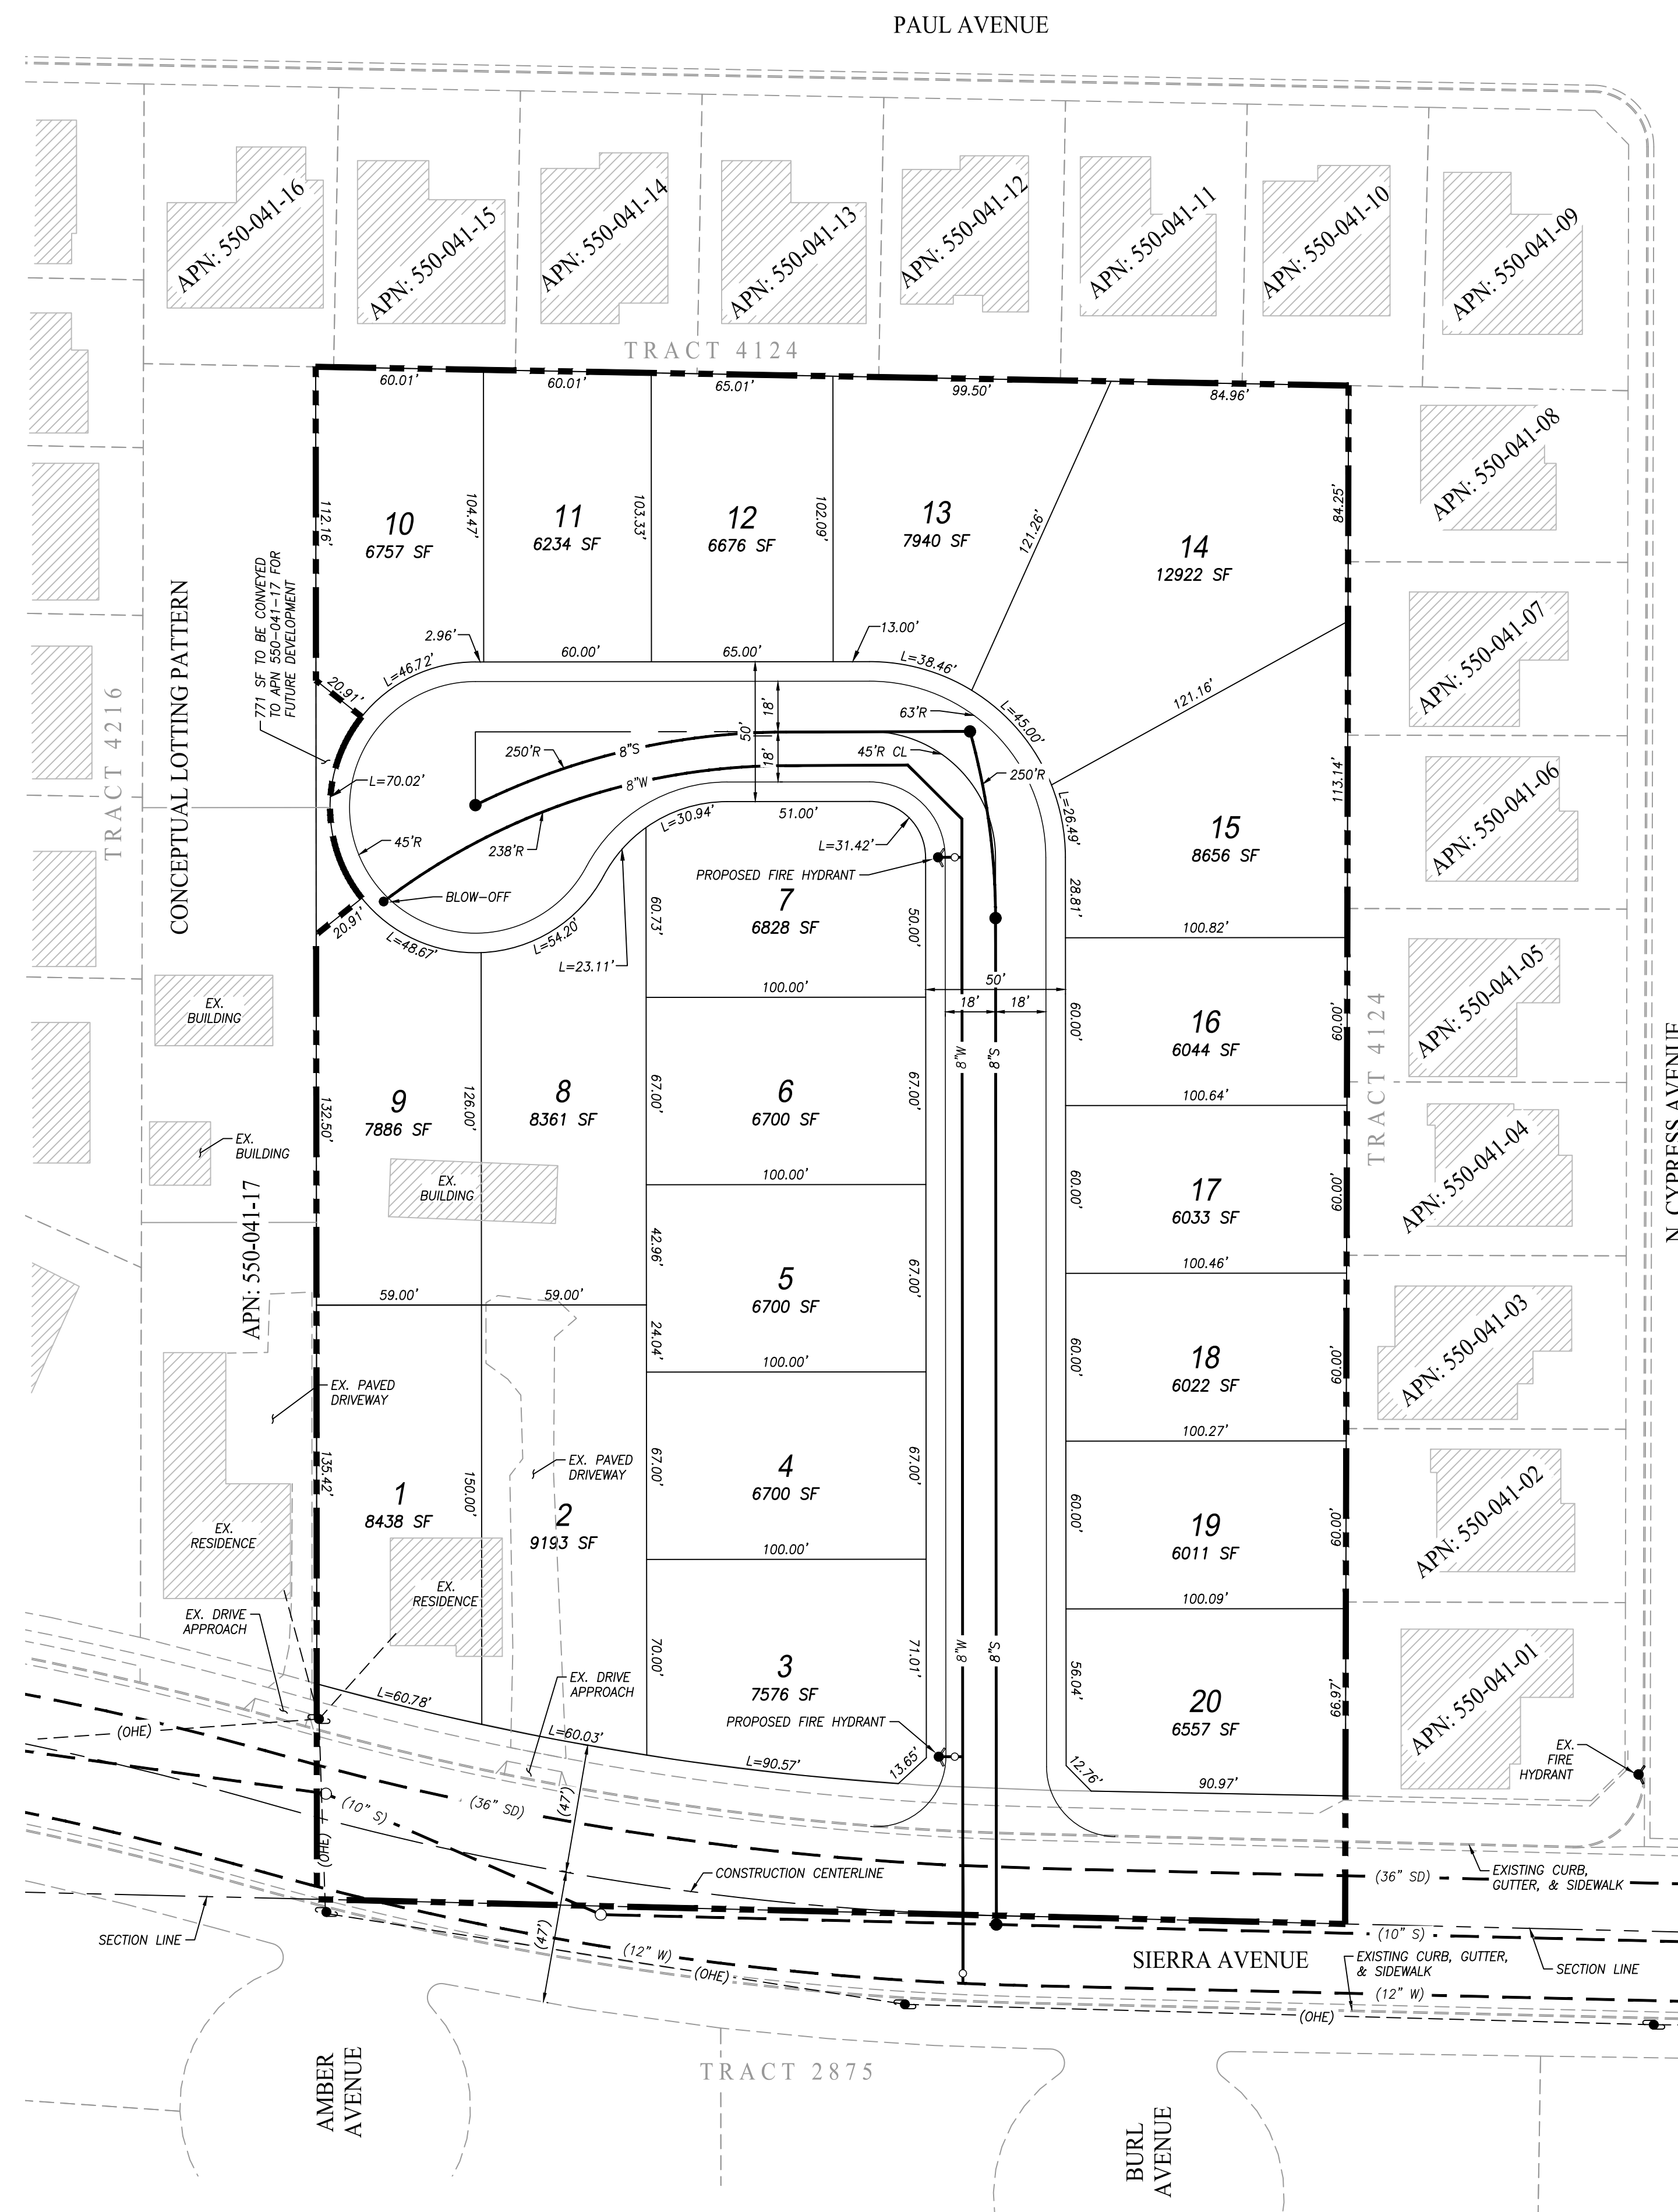 PAUL AVENUE
APN: 550-041-16
APN: 550-041-15
APN: 550-041-14
APN: 550-041-13
APN: 550-041-12
APN: 550-041-11
APN: 550-041-10
APN: 550-041-09
TRACT 4124
60.01'
60.01'
65.01'
99.50'
84.96'
APN: 550-041-08
112.16'
10
6757 SF
104.47'
11
6234 SF
103.33'
12
6676 SF
102.09'
13
7940 SF
121.26'
14
12922 SF
84.25'
771 SF TO BE CONVEYED
TO APN 550-041-17 FOR
FUTURE DEVELOPMENT
CONCEPTUAL LOTTING PATTERN
TRACT 4216
2.96'
60.00'
65.00'
13.00'
L=46.72'
L=38.46'
20.91'
L=45.00'
121.16'
APN: 550-041-07
63'R
18'
50'
18'
250'R
8"S
45'R CL
250'R
8"W
L=70.02'
L=26.49'
113.14'
APN: 550-041-06
L=30.94'
51.00'
45'R
238'R
L=31.42'
15
8656 SF
PROPOSED FIRE HYDRANT
BLOW-OFF
20.91'
L=48.67'
L=54.20'
L=23.11'
60.73'
7
6828 SF
50.00'
28.81'
100.82'
APN: 550-041-05
EX.
BUILDING
100.00'
50'
18'
18'
16
6044 SF
60.00'
60.00'
TRACT 4124
N. CYPRESS AVENUE
132.50'
9
7886 SF
126.00'
8
8361 SF
67.00'
6
6700 SF
67.00'
8"W
8"S
100.64'
EX.
BUILDING
APN: 550-041-04
EX.
BUILDING
100.00'
60.00'
17
6033 SF
60.00'
APN: 550-041-17
42.96'
5
6700 SF
67.00'
100.46'
59.00'
59.00'
24.04'
100.00'
60.00'
18
6022 SF
60.00'
APN: 550-041-03
EX. PAVED
DRIVEWAY
100.27'
135.42'
1
8438 SF
150.00'
EX. PAVED
DRIVEWAY
2
9193 SF
67.00'
4
6700 SF
67.00'
60.00'
19
6011 SF
60.00'
APN: 550-041-02
EX.
RESIDENCE
100.00'
EX.
RESIDENCE
100.09'
EX. DRIVE
APPROACH
70.00'
3
7576 SF
71.01'
8"W
8"S
56.04'
20
6557 SF
66.97'
APN: 550-041-01
EX. DRIVE
APPROACH
L=60.78'
L=60.03'
PROPOSED FIRE HYDRANT
L=90.57'
13.65'
12.76'
90.97'
EX.
FIRE
HYDRANT
(OHE)
(10" S)
(36" SD)
(47')
(OHE)
CONSTRUCTION CENTERLINE
(36" SD)
EXISTING CURB,
GUTTER, & SIDEWALK
SECTION LINE
(47')
(12" W)
(OHE)
SIERRA AVENUE
(10" S)
EXISTING CURB, GUTTER,
& SIDEWALK
SECTION LINE
(12" W)
(OHE)
AMBER
AVENUE
TRACT 2875
BURL
AVENUE